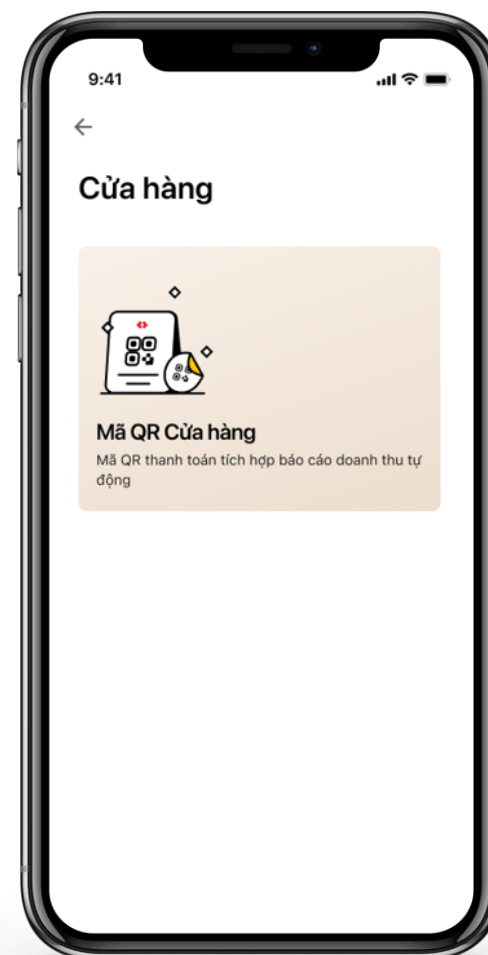 9:41
Cửa hàng
Mã QR Cửa hàng
Mã QR thanh toán tích hợp báo cáo doanh thu tự
động